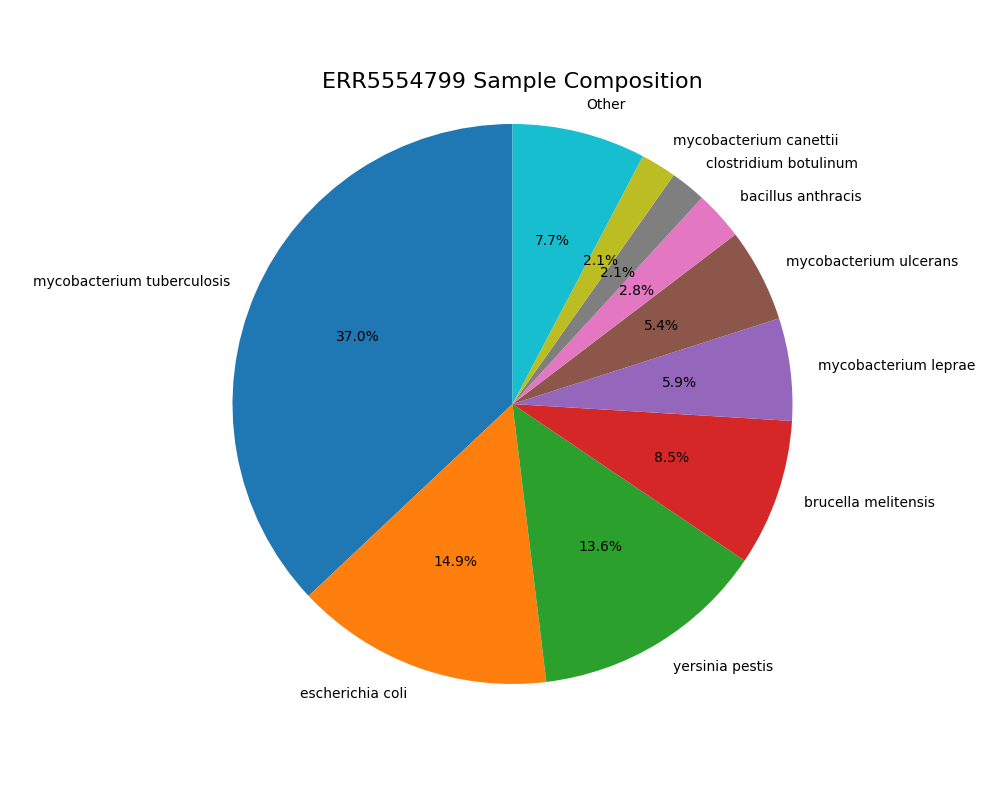 ERR5554799 Sample Composition
Other
mycobacterium canettii
clostridium botulinum
bacillus anthracis
mycobacterium ulcerans
mycobacterium tuberculosis
mycobacterium leprae
brucella melitensis
yersinia pestis
escherichia coli
7.7%
2.1%
2.1%
2.8%
5.4%
37.0%
5.9%
8.5%
13.6%
14.9%